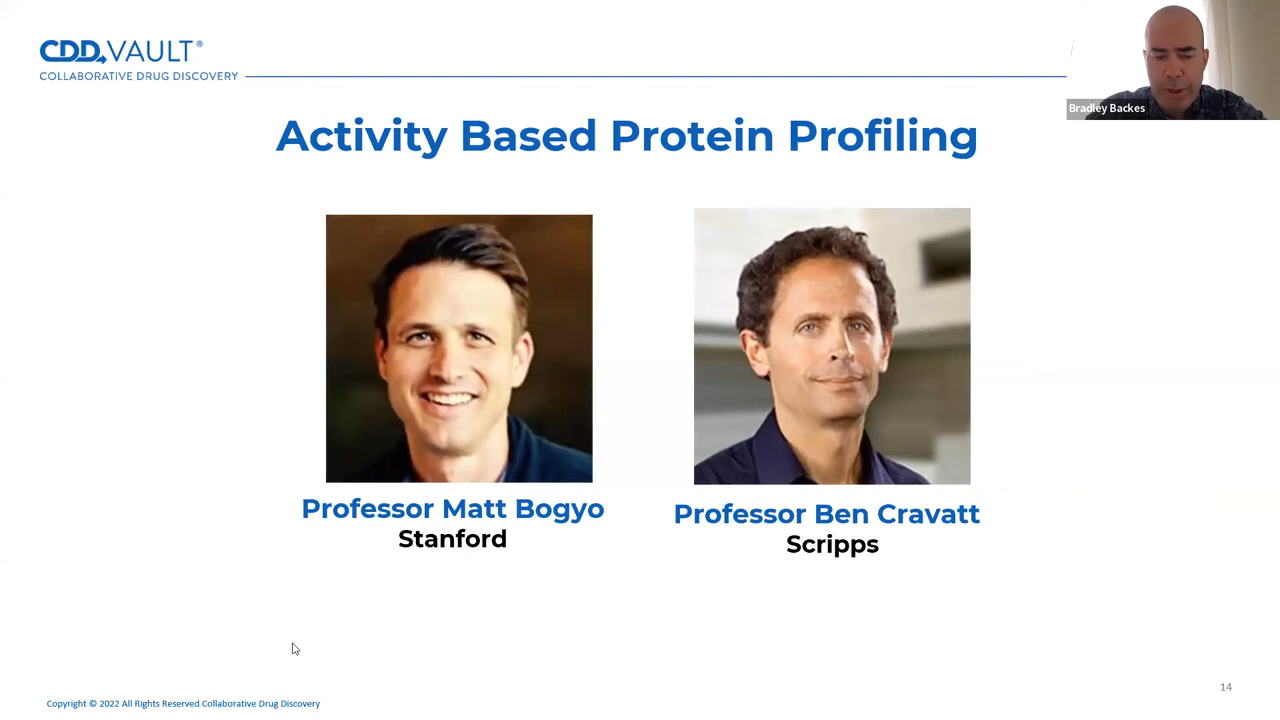 CDD VAULT®
COLLABORATIVE DRUG DISCOVERY
Bradley Backes
Activity Based Protein Profiling
Professor Matt Bogyo
Stanford
Professor Ben Cravatt
Scripps
14
Copyright © 2022 All Rights Reserved Collaborative Drug Discovery